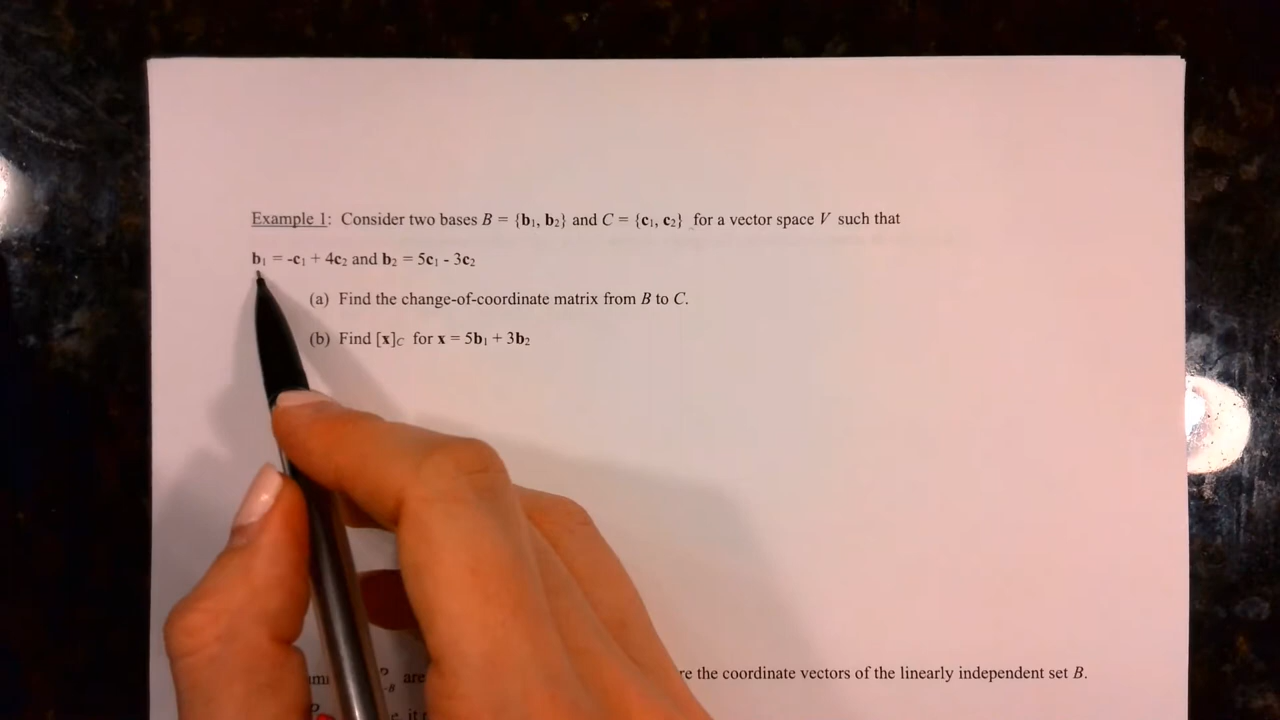 Example 1: Consider two bases B = {b₁, b₂} and C = {c₁, c₂} for a vector space V such that
b₁ = -c₁ + 4c₂ and b₂ = 5c₁ - 3c₂
(a) Find the change-of-coordinate matrix from B to C.
(b) Find [x]C for x = 5b₁ + 3b₂
are the coordinate vectors of the linearly independent set B.